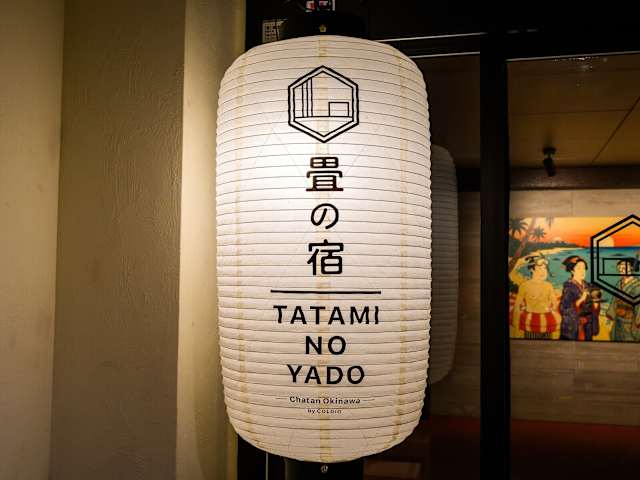 畳
の
宿
TATAMI
NO
YADO
Chatan Okinawa
by COLDIO